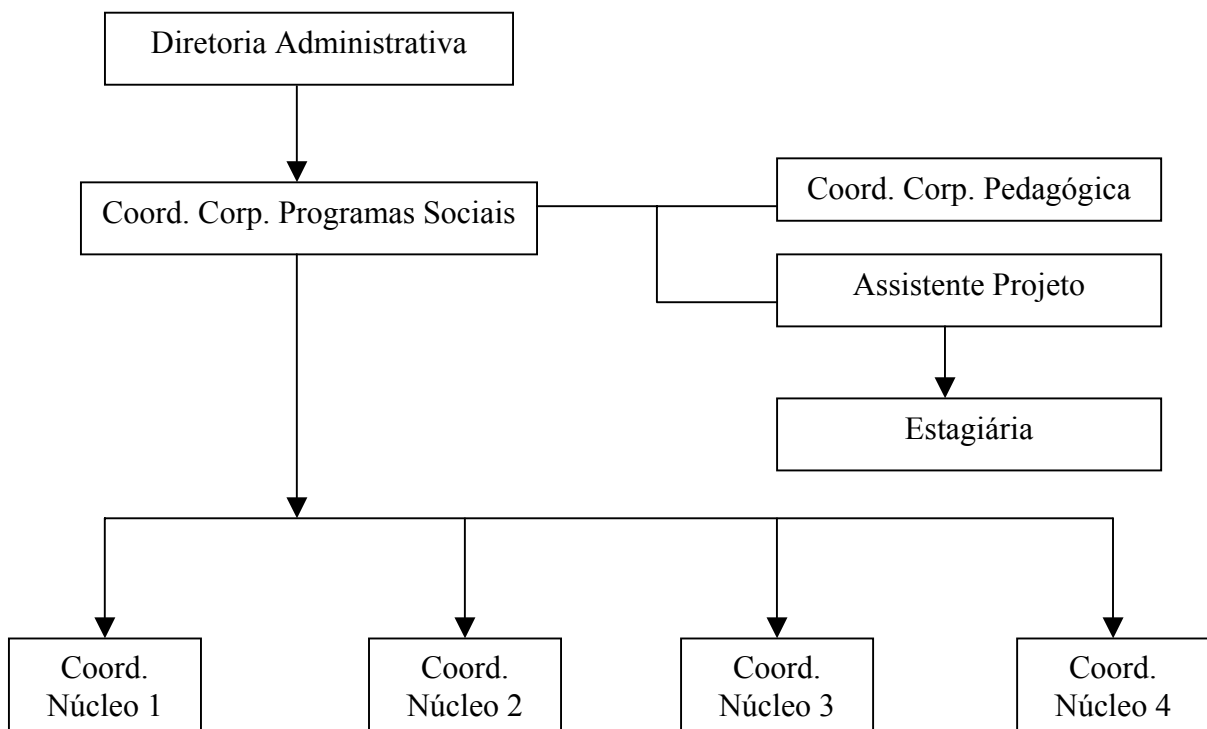 Diretoria Administrativa
Coord. Corp. Programas Sociais
Coord. Corp. Pedagógica
Assistente Projeto
Estagiária
Coord.
Núcleo 1
Coord.
Núcleo 2
Coord.
Núcleo 3
Coord.
Núcleo 4